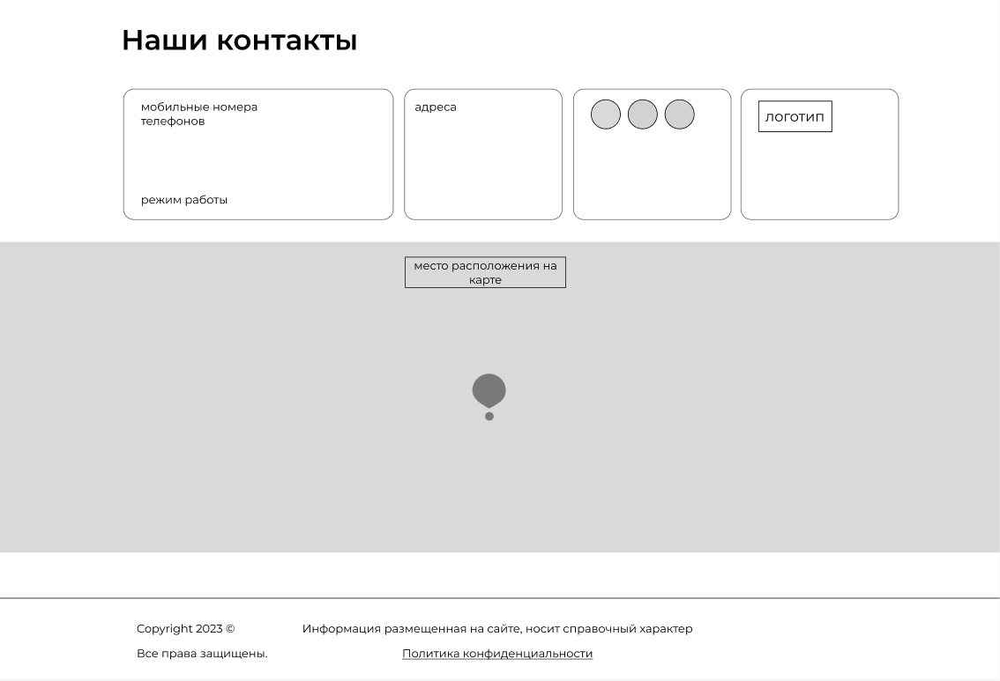 Наши контакты
мобильные номера
телефонов
режим работы
адреса
логотип
место расположения на
карте
Copyright 2023 ©
Информация размещенная на сайте, носит справочный характер
Все права защищены.
Политика конфиденциальности